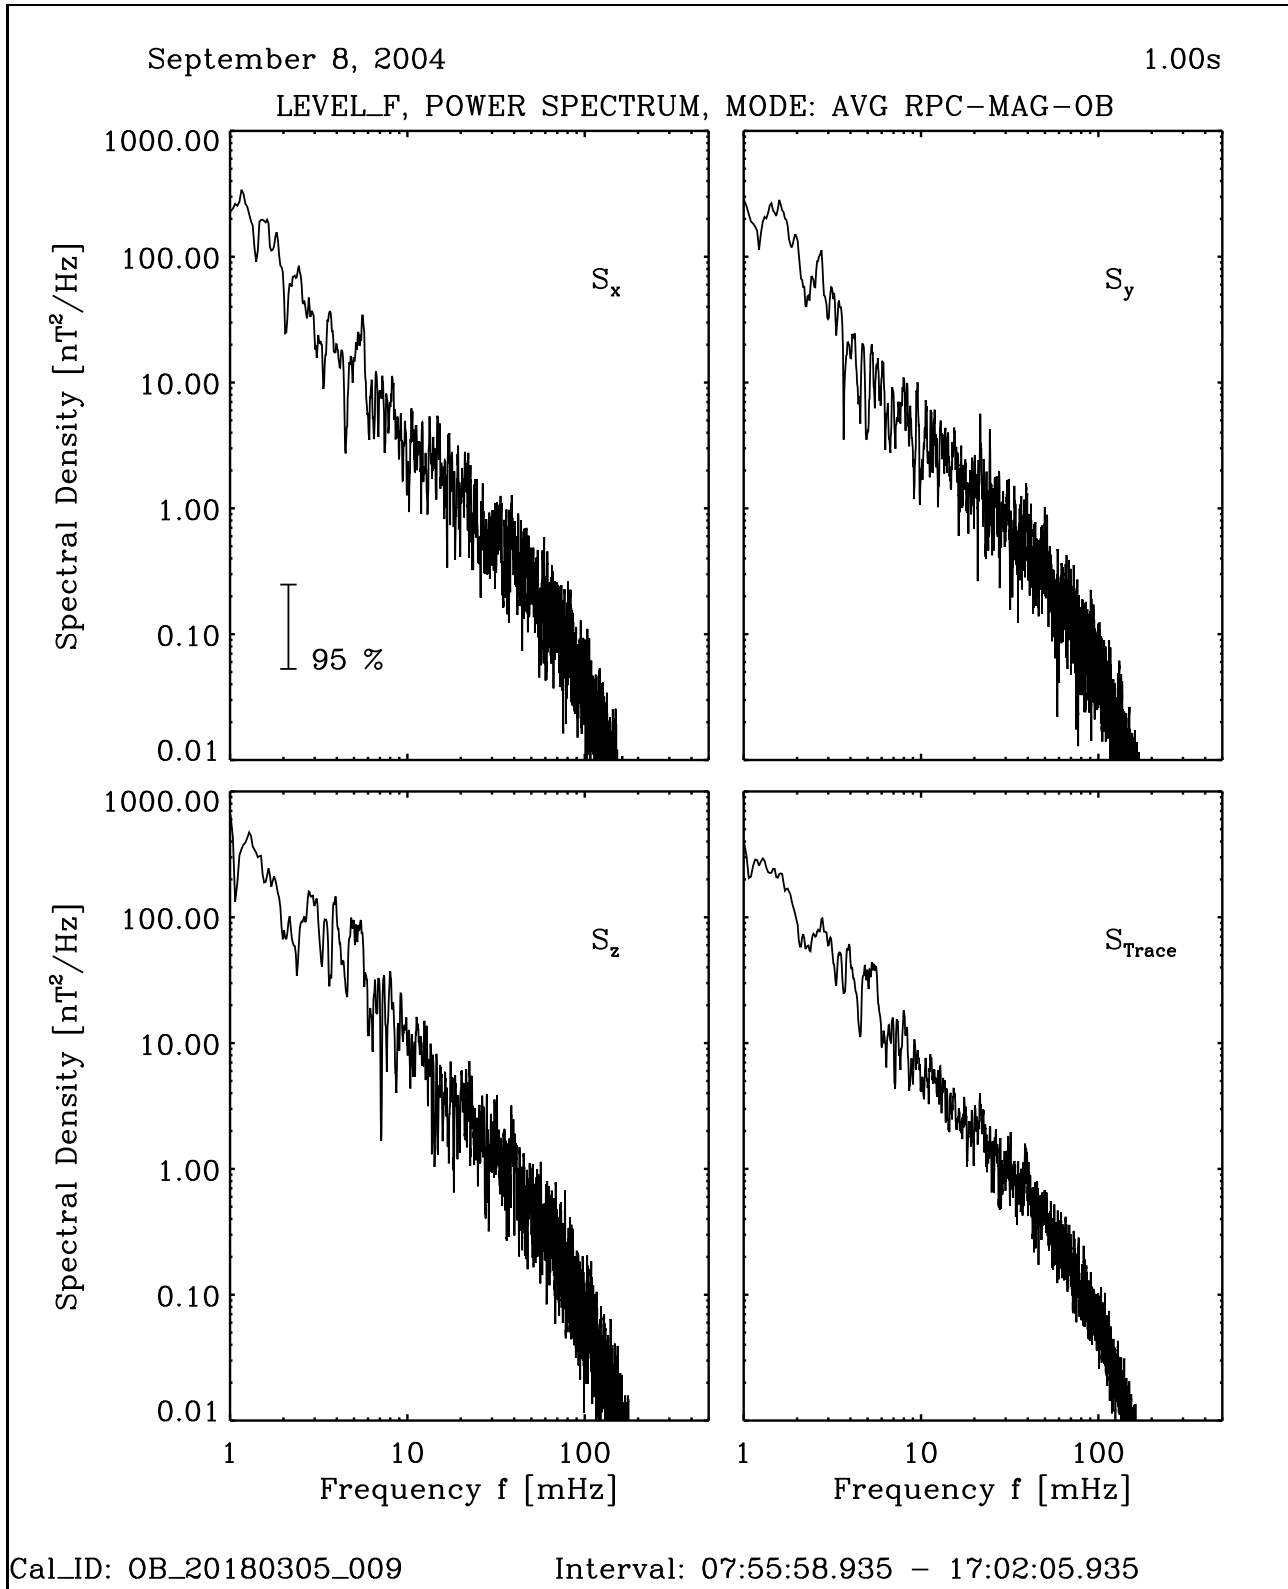 September 8, 2004 1.00s
LEVEL_F, POWER SPECTRUM, MODE: AVG RPC-MAG-OB
1000.00
100.00
10.00
1.00
0.10
0.01
Spectral Density [nT²/Hz]
Sx
95 %
Sy
1000.00
100.00
10.00
1.00
0.10
0.01
Spectral Density [nT²/Hz]
Sz
STrace
1 10 100 1 10 100
Frequency f [mHz] Frequency f [mHz]
Cal_ID: OB_20180305_009 Interval: 07:55:58.935 - 17:02:05.935